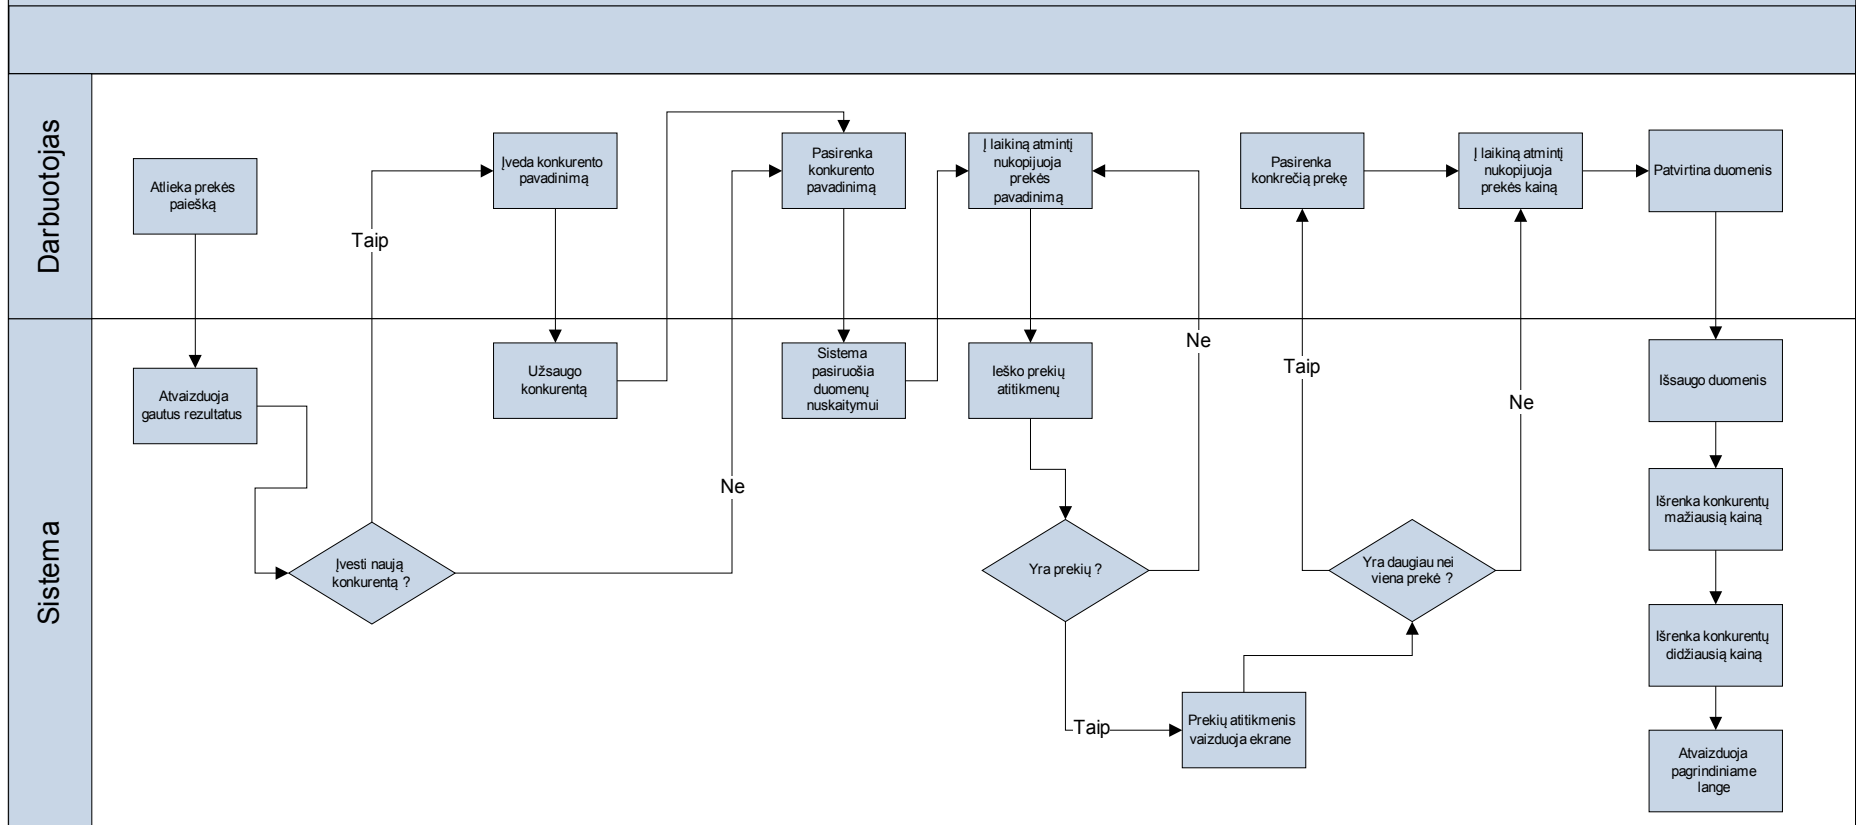 Darbuotojas
Atlieka prekės
paiešką
Taip
Įveda konkurento
pavadinimą
Pasirenka
konkurento
pavadinimą
Į laikiną atmintį
nukopijuoja
prekės
pavadinimą
Pasirenka
konkrečią prekę
Į laikiną atmintį
nukopijuoja
prekės kainą
Patvirtina duomenis
Sistema
Atvaizduoja
gautus rezultatus
Įvesti naują
konkurentą ?
Užsaugo
konkurentą
Ne
Sistema
pasiruošia
duomenų
nuskaitymui
Ieško prekių
atitikmenų
Ne
Yra prekių ?
Taip
Prekių atitikmenis
vaizduoja ekrane
Taip
Yra daugiau nei
viena prekė ?
Ne
Išsaugo duomenis
Išrenka konkurentų
mažiausią kainą
Išrenka konkurentų
didžiausią kainą
Atvaizduoja
pagrindiniame
lange